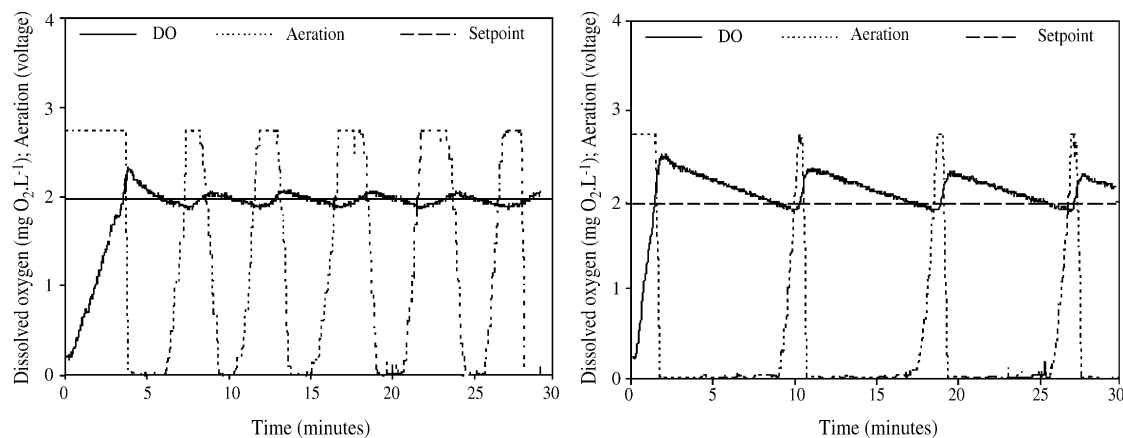 Dissolved oxygen (mg O₂.L⁻¹); Aeration (voltage)
4
3
2
1
0
DO Aeration Setpoint
0 5 10 15 20 25 30
Time (minutes)
Dissolved oxygen (mg O₂.L⁻¹); Aeration (voltage)
4
3
2
1
0
DO Aeration Setpoint
0 5 10 15 20 25 30
Time (minutes)